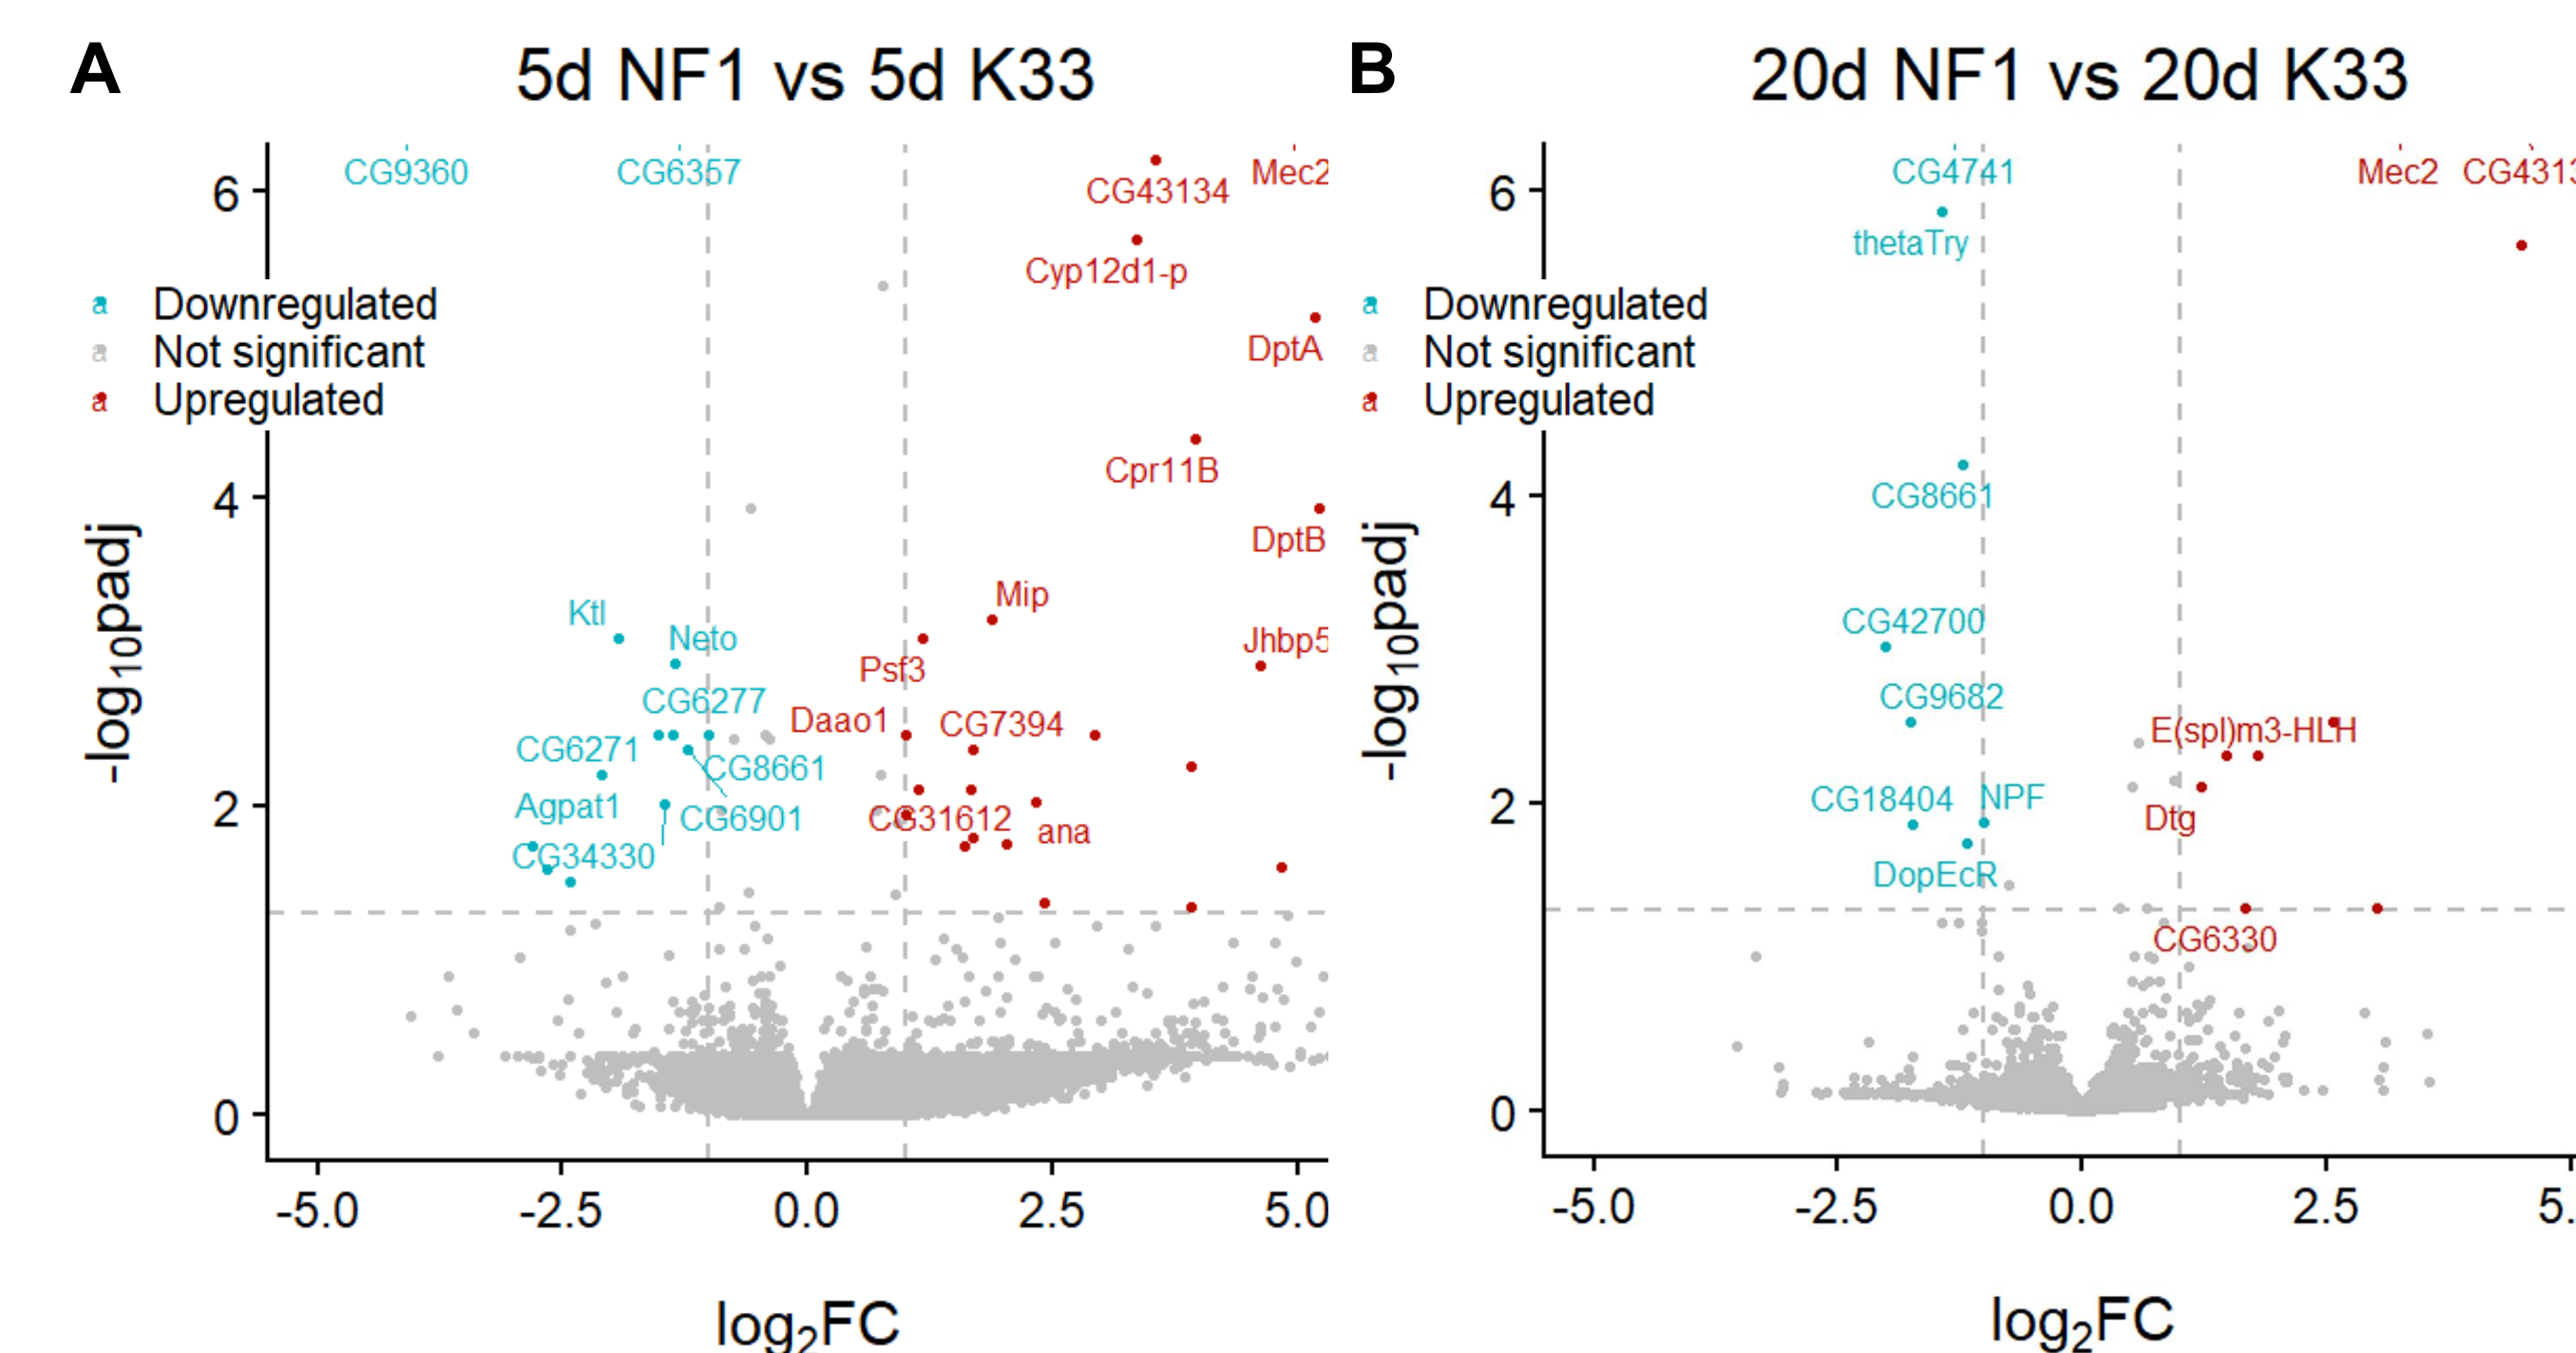 A
5d NF1 vs 5d K33
CG9360
CG6357
CG43134
Mec2
6
Cyp12d1-p
a Downregulated
a Not significant
a Upregulated
DptA
Cpr11B
4
DptB
-log10padj
Ktl
Neto
Mip
Psf3
Jhbp5
CG6277
Daao1
CG7394
CG6271
CG8661
Agpat1
CG6901
CG31612
ana
2
CG34330
0
-5.0
-2.5
0.0
2.5
5.0
log2FC
B
20d NF1 vs 20d K33
CG4741
Mec2
CG4313
6
thetaTry
a Downregulated
a Not significant
a Upregulated
CG8661
4
-log10padj
CG42700
CG9682
E(spl)m3-HLH
CG18404
NPF
Dtg
2
DopEcR
CG6330
0
-5.0
-2.5
0.0
2.5
5.
log2FC